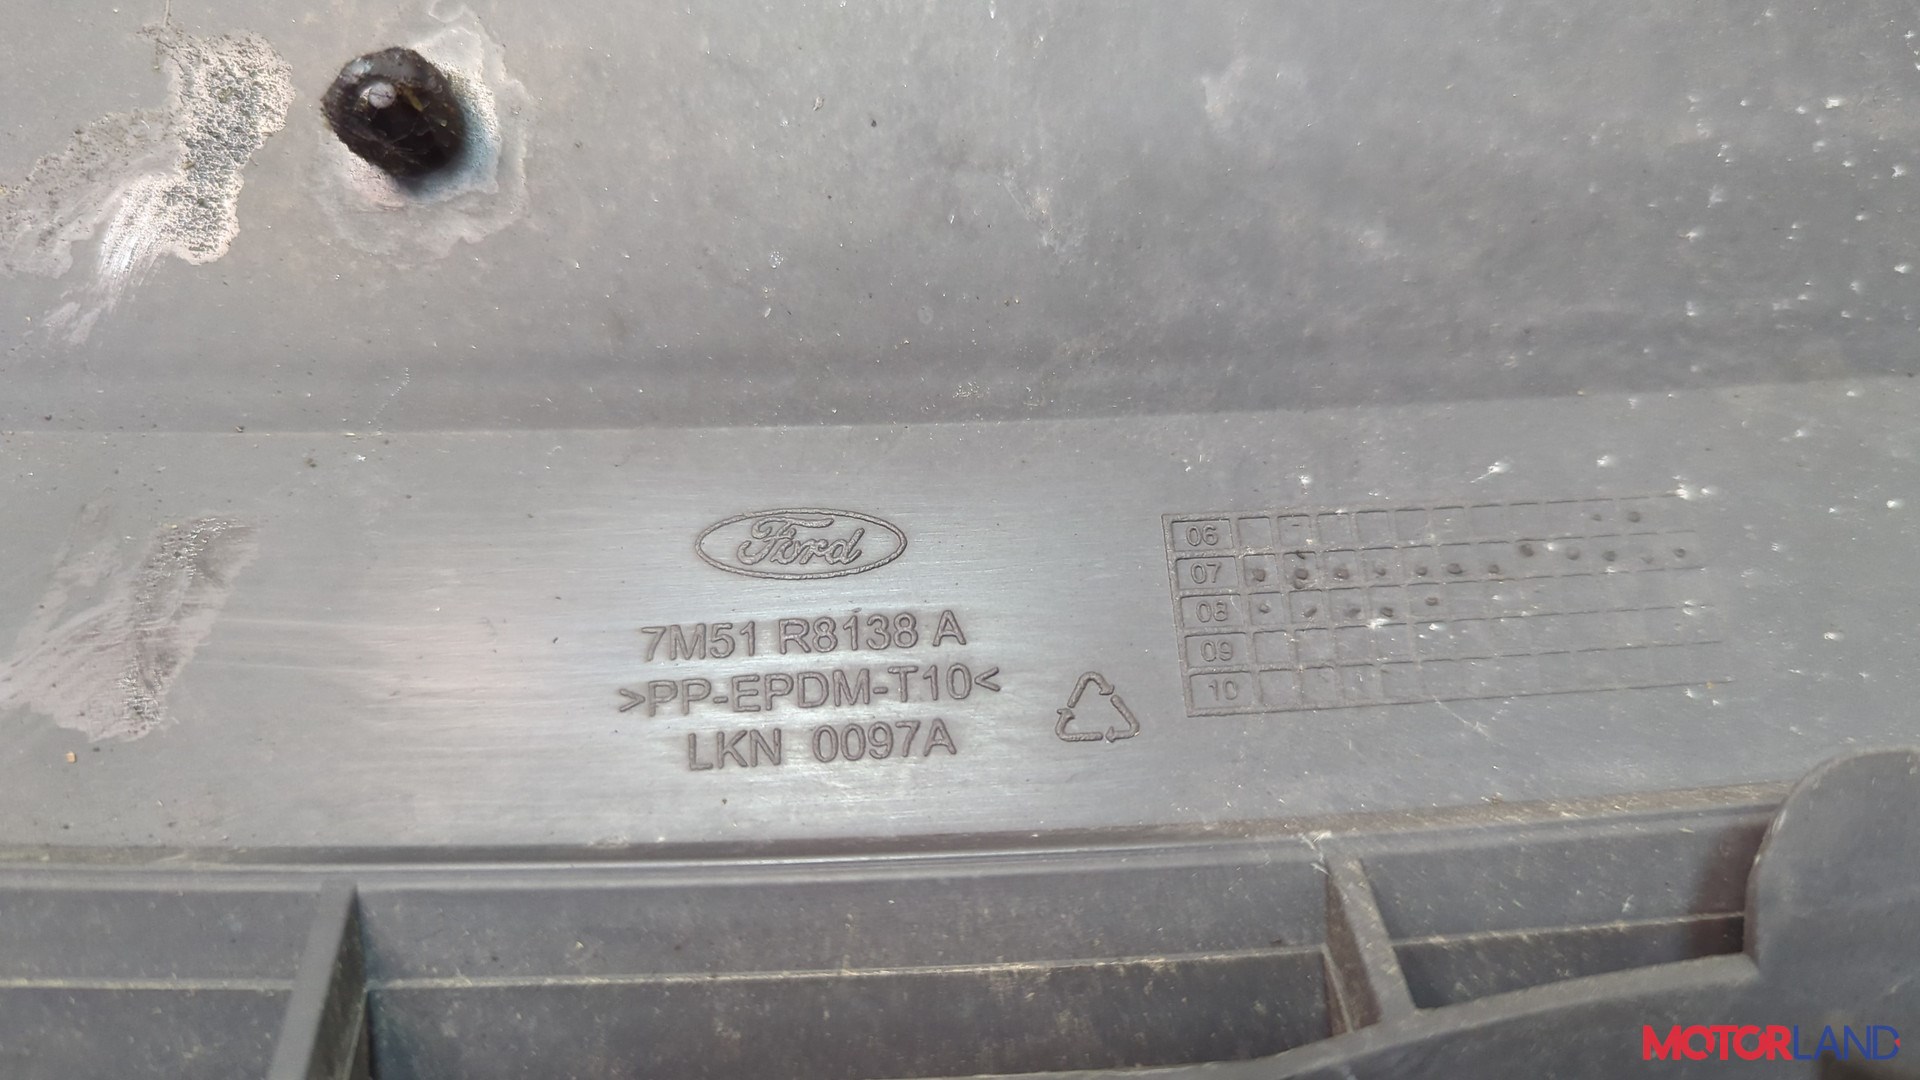 Ford
7M51 R8138 A
>PP-EPDM-T10<
LKN 0097A
06
07
08
09
10
MOTORLAND